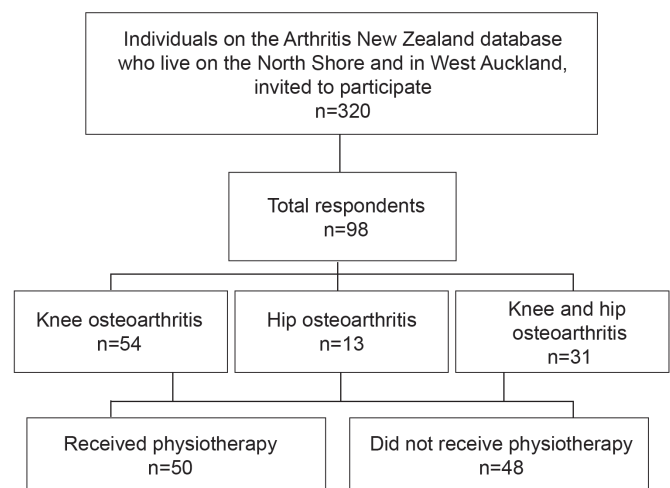 Individuals on the Arthritis New Zealand database
who live on the North Shore and in West Auckland,
invited to participate
n=320
Total respondents
n=98
Knee osteoarthritis
n=54
Hip osteoarthritis
n=13
Knee and hip
osteoarthritis
n=31
Received physiotherapy
n=50
Did not receive physiotherapy
n=48